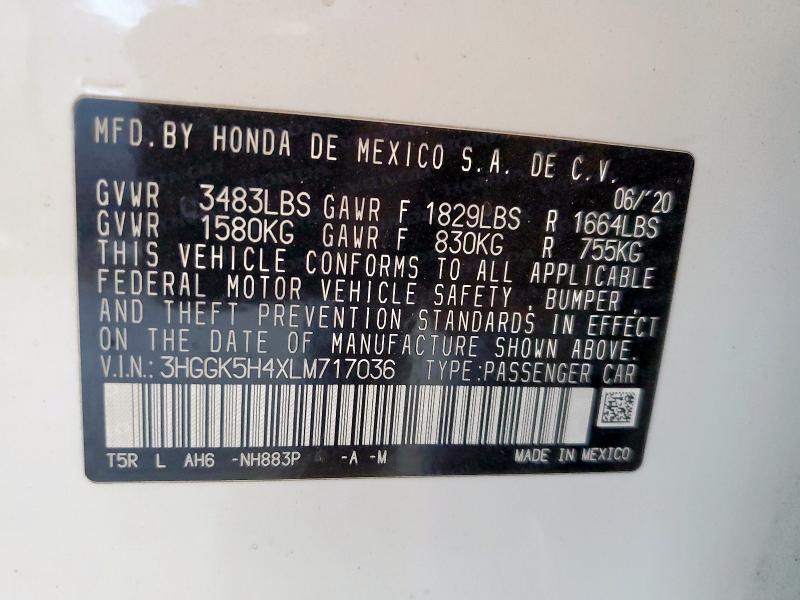 MFD. BY HONDA DE MEXICO S.A. DE C.V.
06/'20
GVWR 3483LBS GAWR F 1829LBS R 1664LBS
GVWR 1580KG GAWR F 830KG R 755KG
THIS VEHICLE CONFORMS TO ALL APPLICABLE
FEDERAL MOTOR VEHICLE SAFETY, BUMPER,
AND THEFT PREVENTION STANDARDS IN EFFECT
ON THE DATE OF MANUFACTURE SHOWN ABOVE.
V.I.N.: 3HGGK5H4XLM717036 TYPE:PASSENGER CAR
T5R L AH6 -NH883P -A -M MADE IN MEXICO